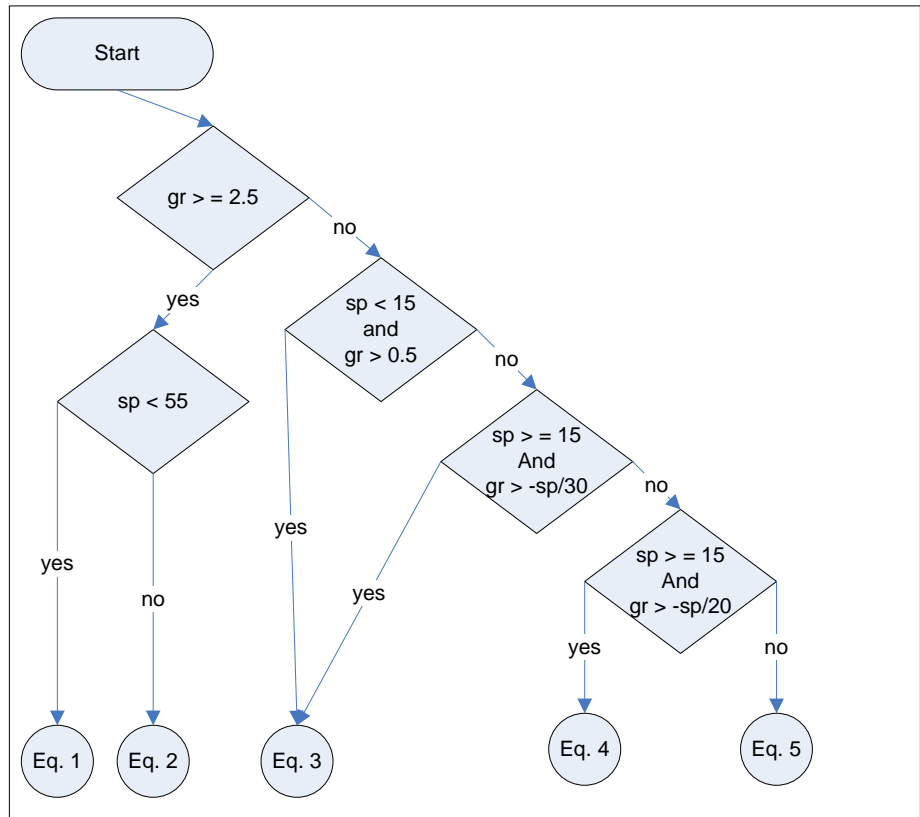 Start
gr > = 2.5
no
yes
sp < 15
and
gr > 0.5
sp < 55
no
sp > = 15
And
gr > -sp/30
no
yes
yes
no
yes
sp > = 15
And
gr > -sp/20
yes
no
Eq. 1
Eq. 2
Eq. 3
Eq. 4
Eq. 5